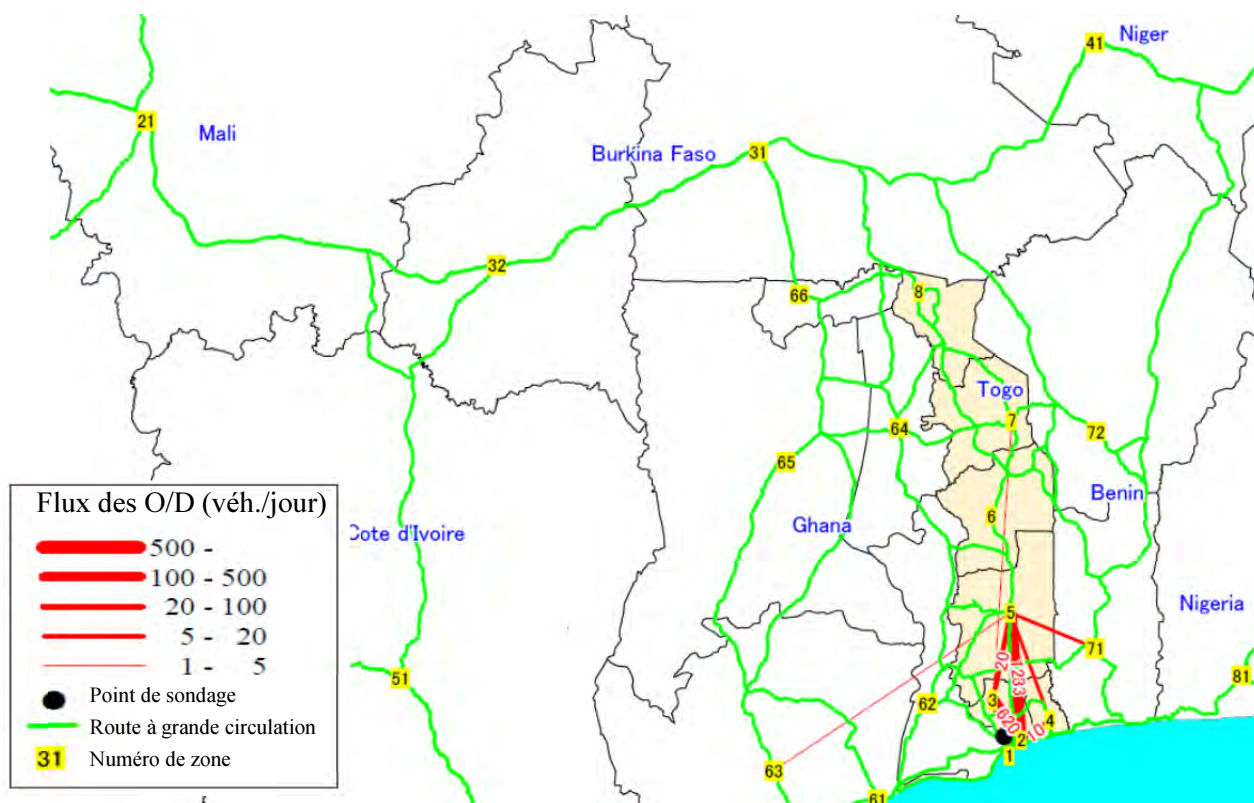 Niger
41
21
Mali
Burkina Faso
31
32
66
8
Togo
7
64
72
65
Benin
Ghana
6
Cote d'Ivoire
Nigeria
5
71
20
1233
51
81
3
62
620
4
10
2
1
63
61
Flux des O/D (véh./jour)
500 -
100 - 500
20 - 100
5 - 20
1 - 5
Point de sondage
Route à grande circulation
31 Numéro de zone